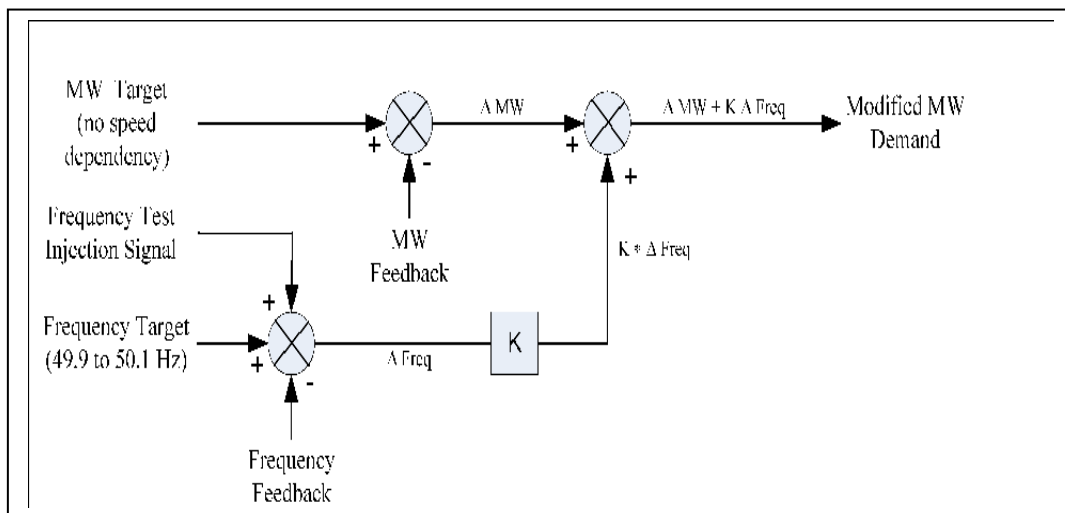 MW Target
(no speed
dependency)
+
-
Δ MW
+
+
Δ MW + K Δ Freq
Modified MW
Demand
MW
Feedback
Frequency Test
Injection Signal
K * Δ Freq
Frequency Target
(49.9 to 50.1 Hz)
+
+
-
Δ Freq
K
Frequency
Feedback